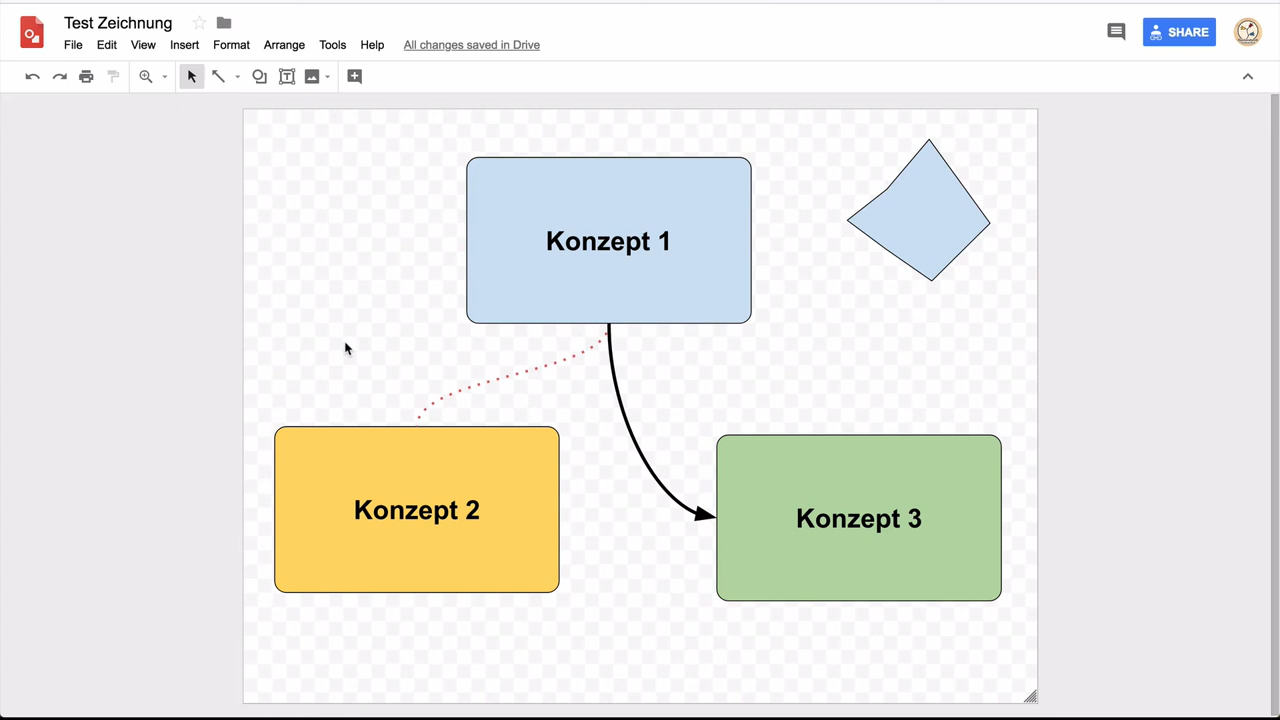 Test Zeichnung
File Edit View Insert Format Arrange Tools Help All changes saved in Drive
SHARE
Konzept 1
Konzept 2
Konzept 3